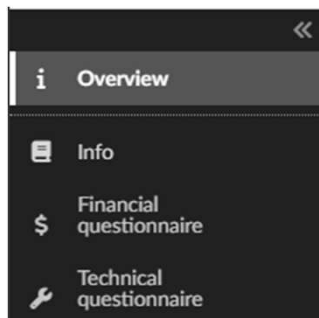 Overview
Info
Financial
questionnaire
Technical
questionnaire